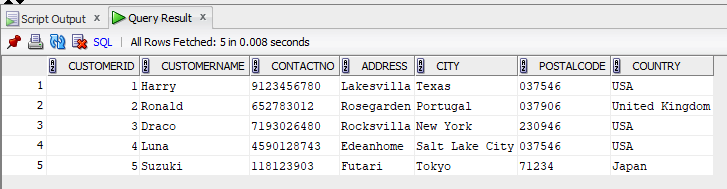 Script Output x Query Result x
SQL | All Rows Fetched: 5 in 0.008 seconds
CUSTOMERID CUSTOMERNAME CONTACTNO ADDRESS CITY POSTALCODE COUNTRY
1 1 Harry 9123456780 Lakesvilla Texas 037546 USA
2 2 Ronald 652783012 Rosegarden Portugal 037906 United Kingdom
3 3 Draco 7193026480 Rocksvilla New York 230946 USA
4 4 Luna 4590128743 Edeanhome Salt Lake City 037546 USA
5 5 Suzuki 118123903 Futari Tokyo 71234 Japan